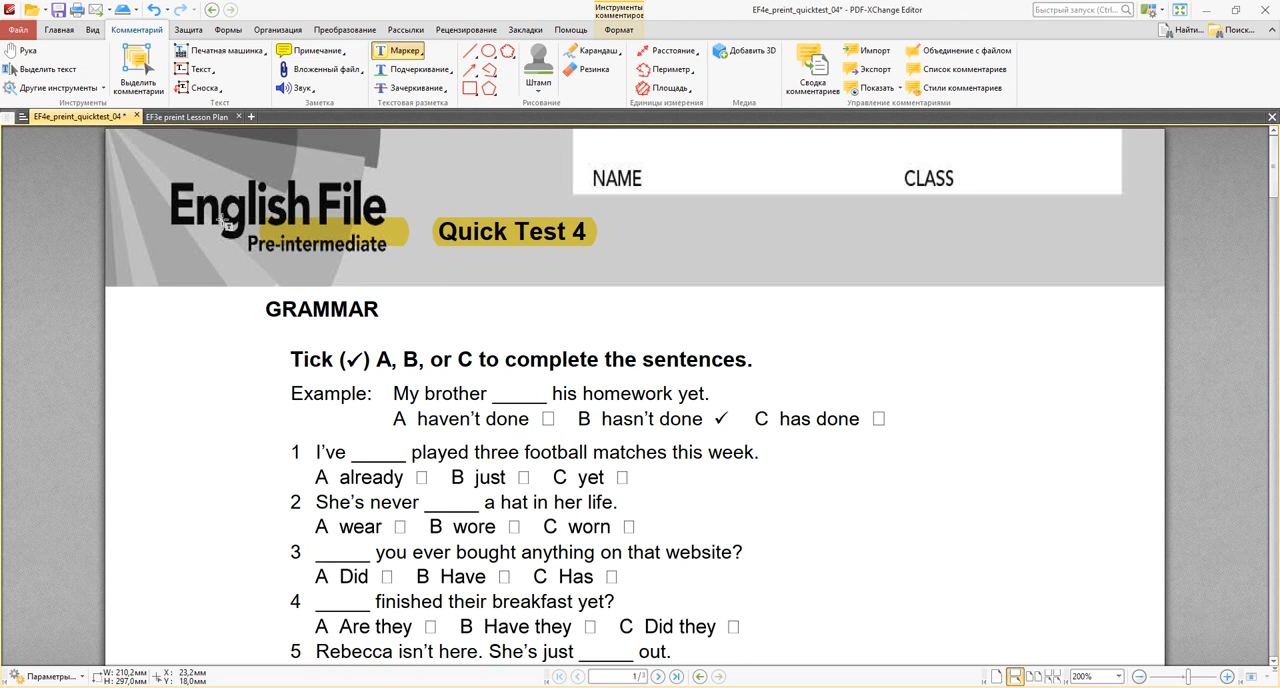 Инструменты
комментиров
EF4e_preint_quicktest_04* - PDF-XChange Editor
Быстрый запуск (Ctrl...
Файл Главная Вид Комментарий Защита Формы Организация Преобразование Рассылки Рецензирование Закладки Помощь Формат Найти... Поиск...
Рука
Выделить текст
Другие инструменты
Выделить
комментарии
Инструменты
Печатная машинка
Текст
Сноска
Текст
Примечание
Вложенный файл
Звук
Заметка
Маркер
Подчеркивание
Зачеркивание
Текстовая разметка
Штамп
Карандаш
Резинка
Рисование
Расстояние
Периметр
Площадь
Единицы измерения
Добавить 3D
Медиа
Сводка
комментариев
Импорт
Экспорт
Показать
Объединение с файлом
Список комментариев
Стили комментариев
Управление комментариями
EF4e_preint_quicktest_04 * EF3e preint Lesson Plan
NAME CLASS
English File
Pre-intermediate
Quick Test 4
GRAMMAR
Tick (✓) A, B, or C to complete the sentences.
Example: My brother _____ his homework yet.
A haven’t done □ B hasn’t done ✓ C has done □
1 I’ve _____ played three football matches this week.
A already □ B just □ C yet □
2 She’s never _____ a hat in her life.
A wear □ B wore □ C worn □
3 _____ you ever bought anything on that website?
A Did □ B Have □ C Has □
4 _____ finished their breakfast yet?
A Are they □ B Have they □ C Did they □
5 Rebecca isn’t here. She’s just _____ out.
Параметры...
W: 210,2мм X: 23,2мм
H: 297,0мм Y: 18,0мм
1/1
200%